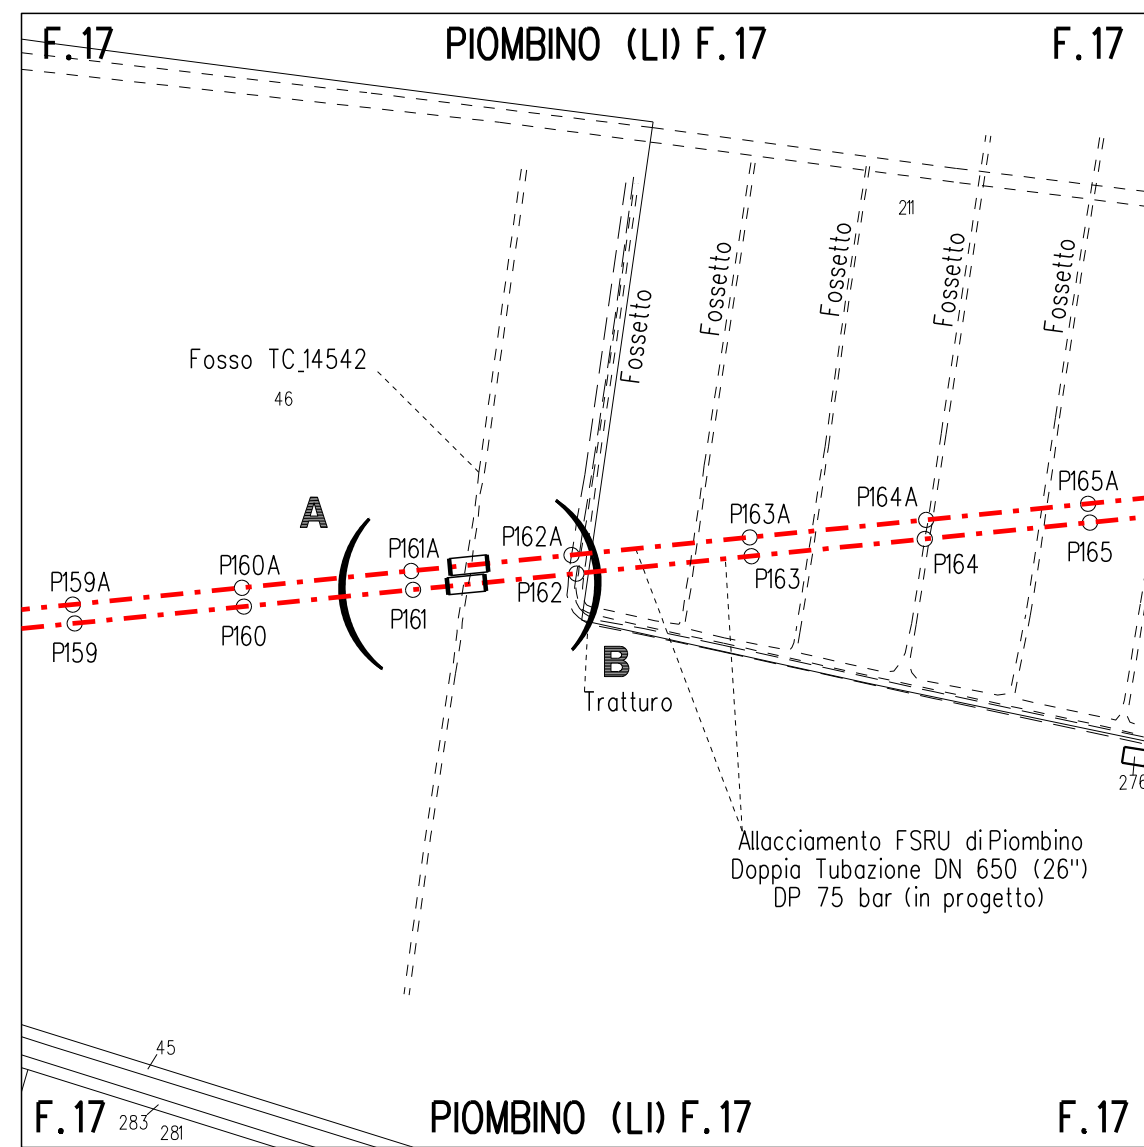 F.17 PIOMBINO (LI) F.17 F.17
211
Fossetto
Fossetto
Fossetto
Fossetto
Fossetto
Fosso TC_14542
46
A
P159A
P160A
P161A
P162A
P163A
P164A
P165A
P159
P160
P161
P162
P163
P164
P165
B
Tratturo
276
Allacciamento FSRU di Piombino
Doppia Tubazione DN 650 (26")
DP 75 bar (in progetto)
45
283
281
F.17 PIOMBINO (LI) F.17 F.17